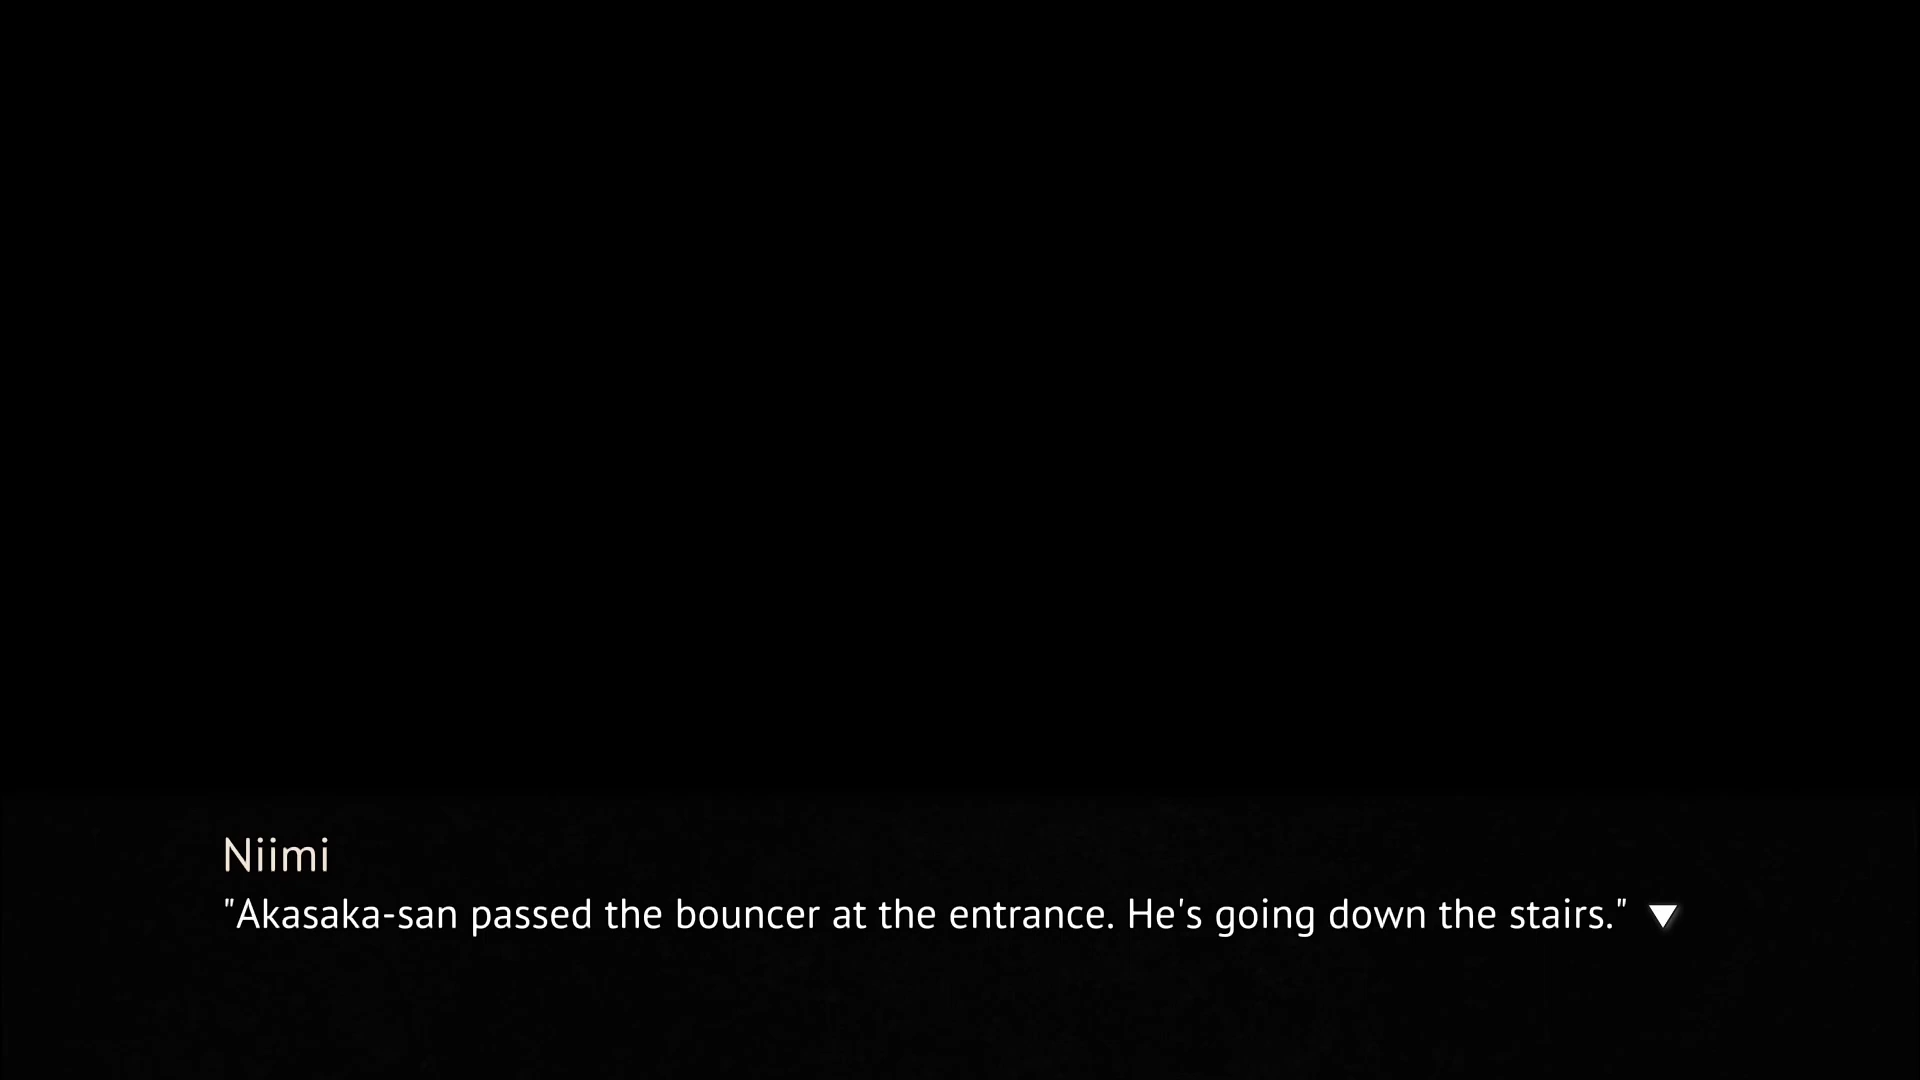 Niimi
"Akasaka-san passed the bouncer at the entrance. He's going down the stairs."